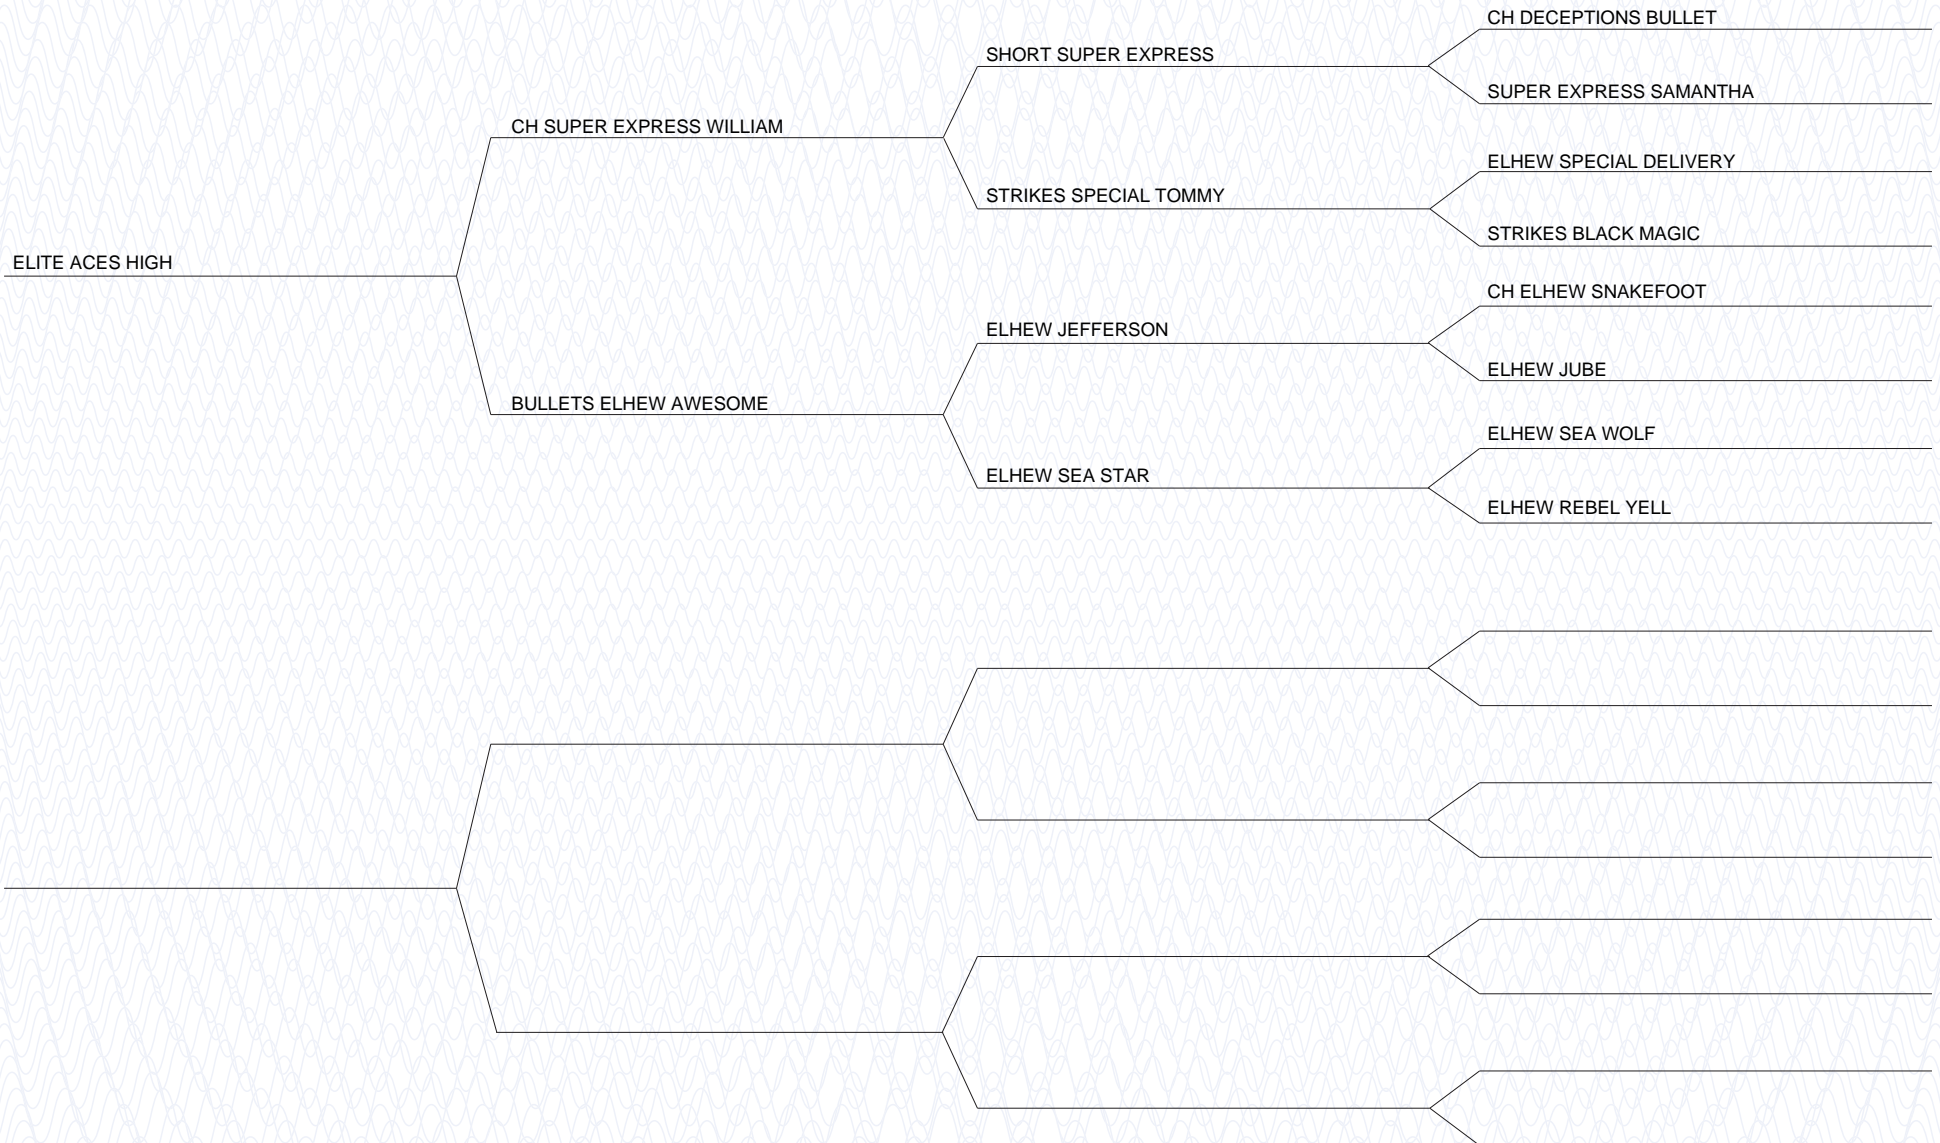 CH DECEPTIONS BULLET
SHORT SUPER EXPRESS
SUPER EXPRESS SAMANTHA
CH SUPER EXPRESS WILLIAM
ELHEW SPECIAL DELIVERY
STRIKES SPECIAL TOMMY
STRIKES BLACK MAGIC
ELITE ACES HIGH
CH ELHEW SNAKEFOOT
ELHEW JEFFERSON
ELHEW JUBE
BULLETS ELHEW AWESOME
ELHEW SEA WOLF
ELHEW SEA STAR
ELHEW REBEL YELL